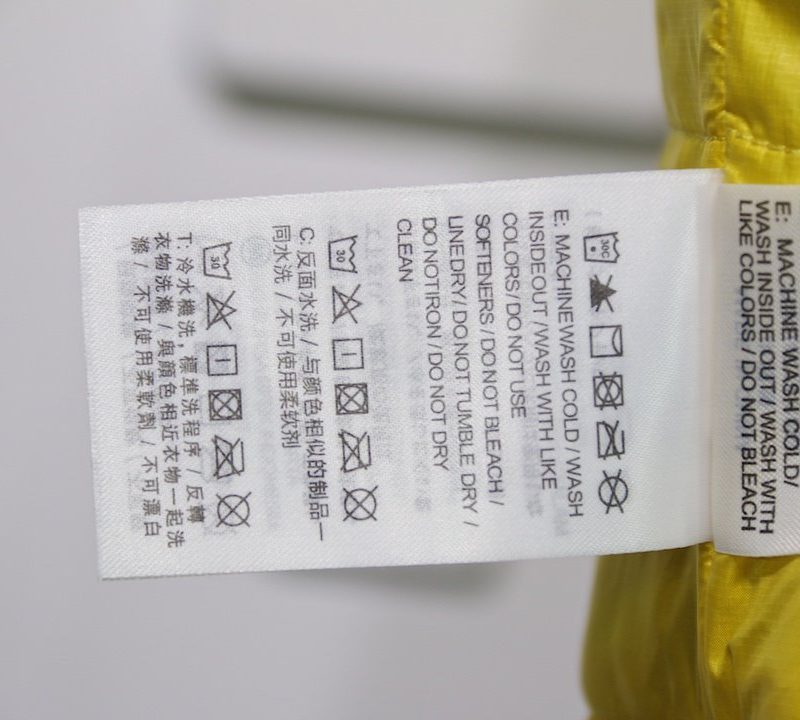 30C
E: MACHINE WASH COLD / WASH
INSIDE OUT / WASH WITH LIKE
COLORS / DO NOT USE
SOFTENERS / DO NOT BLEACH /
LINE DRY / DO NOT TUMBLE DRY /
DO NOT IRON / DO NOT DRY
CLEAN
30
C:反面水洗 / 与颜色相似的制品一
同水洗 / 不可使用柔软剂
30
T: 冷水機洗, 標準洗程序 / 反轉
衣物洗滌 / 與顏色相近衣物一起洗
滌 / 不可使用柔軟劑 / 不可漂白
E: MACHINE WASH COLD/
WASH INSIDE OUT / WASH WITH
LIKE COLORS / DO NOT BLEACH